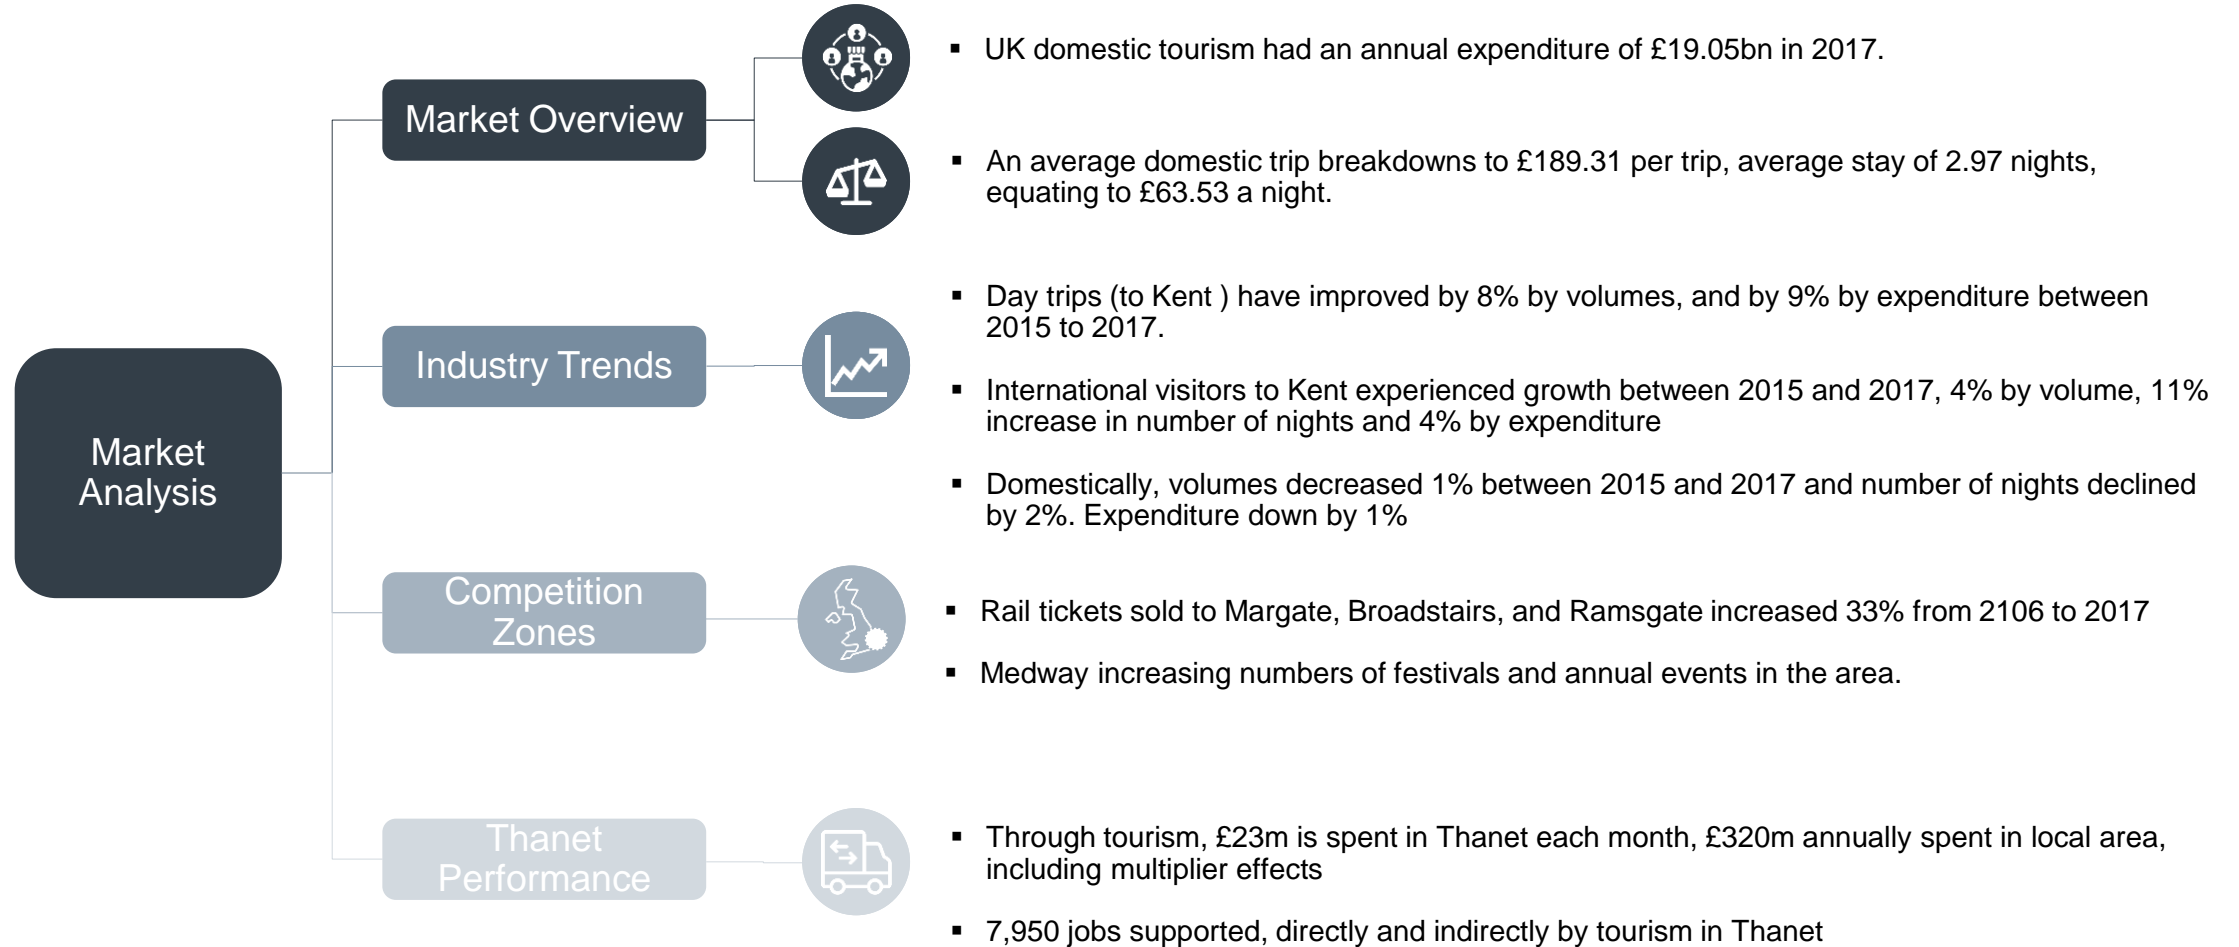 Market
Analysis
Market Overview
▪ UK domestic tourism had an annual expenditure of £19.05bn in 2017.
▪ An average domestic trip breakdowns to £189.31 per trip, average stay of 2.97 nights,
equating to £63.53 a night.
Industry Trends
▪ Day trips (to Kent ) have improved by 8% by volumes, and by 9% by expenditure between
2015 to 2017.
▪ International visitors to Kent experienced growth between 2015 and 2017, 4% by volume, 11%
increase in number of nights and 4% by expenditure
▪ Domestically, volumes decreased 1% between 2015 and 2017 and number of nights declined
by 2%. Expenditure down by 1%
Competition
Zones
▪ Rail tickets sold to Margate, Broadstairs, and Ramsgate increased 33% from 2106 to 2017
▪ Medway increasing numbers of festivals and annual events in the area.
Thanet
Performance
▪ Through tourism, £23m is spent in Thanet each month, £320m annually spent in local area,
including multiplier effects
▪ 7,950 jobs supported, directly and indirectly by tourism in Thanet